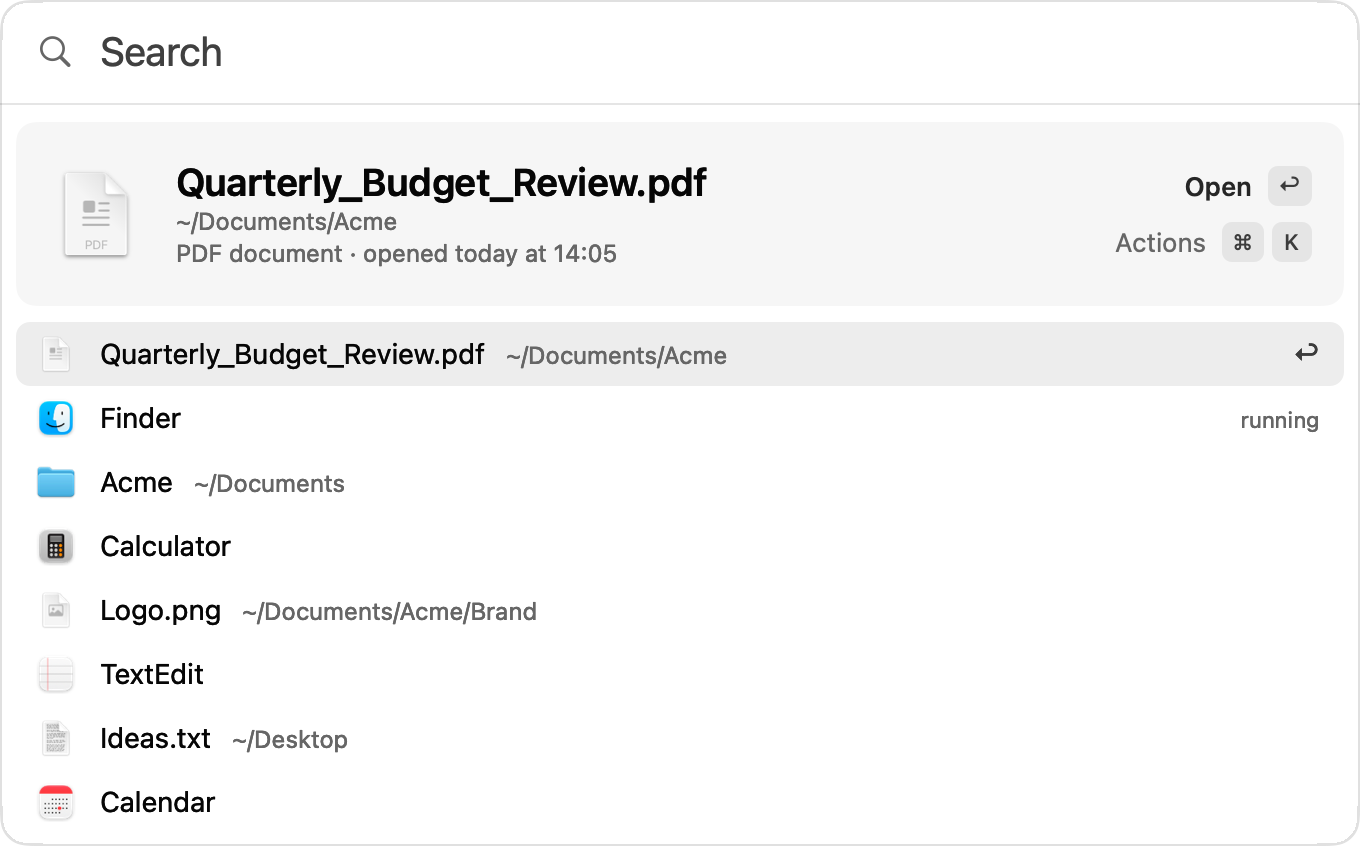 Search
Quarterly_Budget_Review.pdf
~/Documents/Acme
PDF document · opened today at 14:05
Open ↩
Actions ⌘ K
PDF
Quarterly_Budget_Review.pdf ~/Documents/Acme ↩
Finder running
Acme ~/Documents
Calculator
Logo.png ~/Documents/Acme/Brand
TextEdit
Ideas.txt ~/Desktop
Calendar